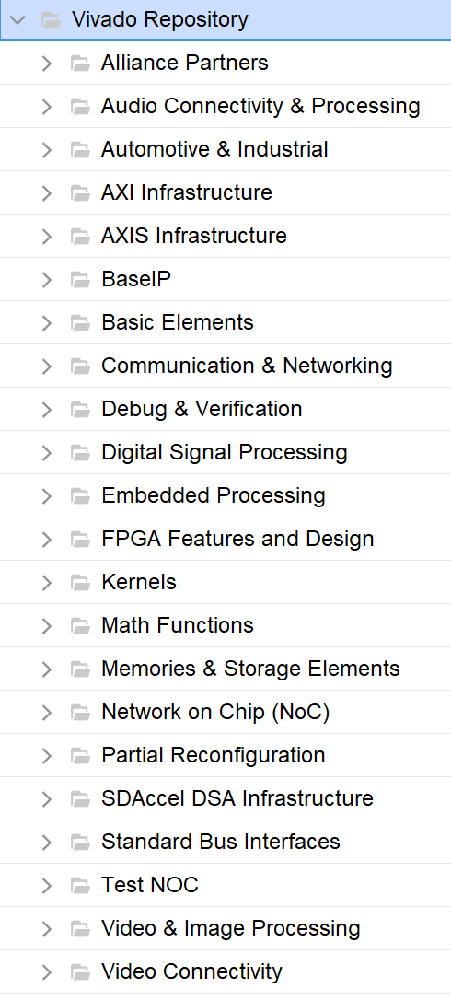 Vivado Repository
Alliance Partners
Audio Connectivity & Processing
Automotive & Industrial
AXI Infrastructure
AXIS Infrastructure
BaseIP
Basic Elements
Communication & Networking
Debug & Verification
Digital Signal Processing
Embedded Processing
FPGA Features and Design
Kernels
Math Functions
Memories & Storage Elements
Network on Chip (NoC)
Partial Reconfiguration
SDAccel DSA Infrastructure
Standard Bus Interfaces
Test NOC
Video & Image Processing
Video Connectivity